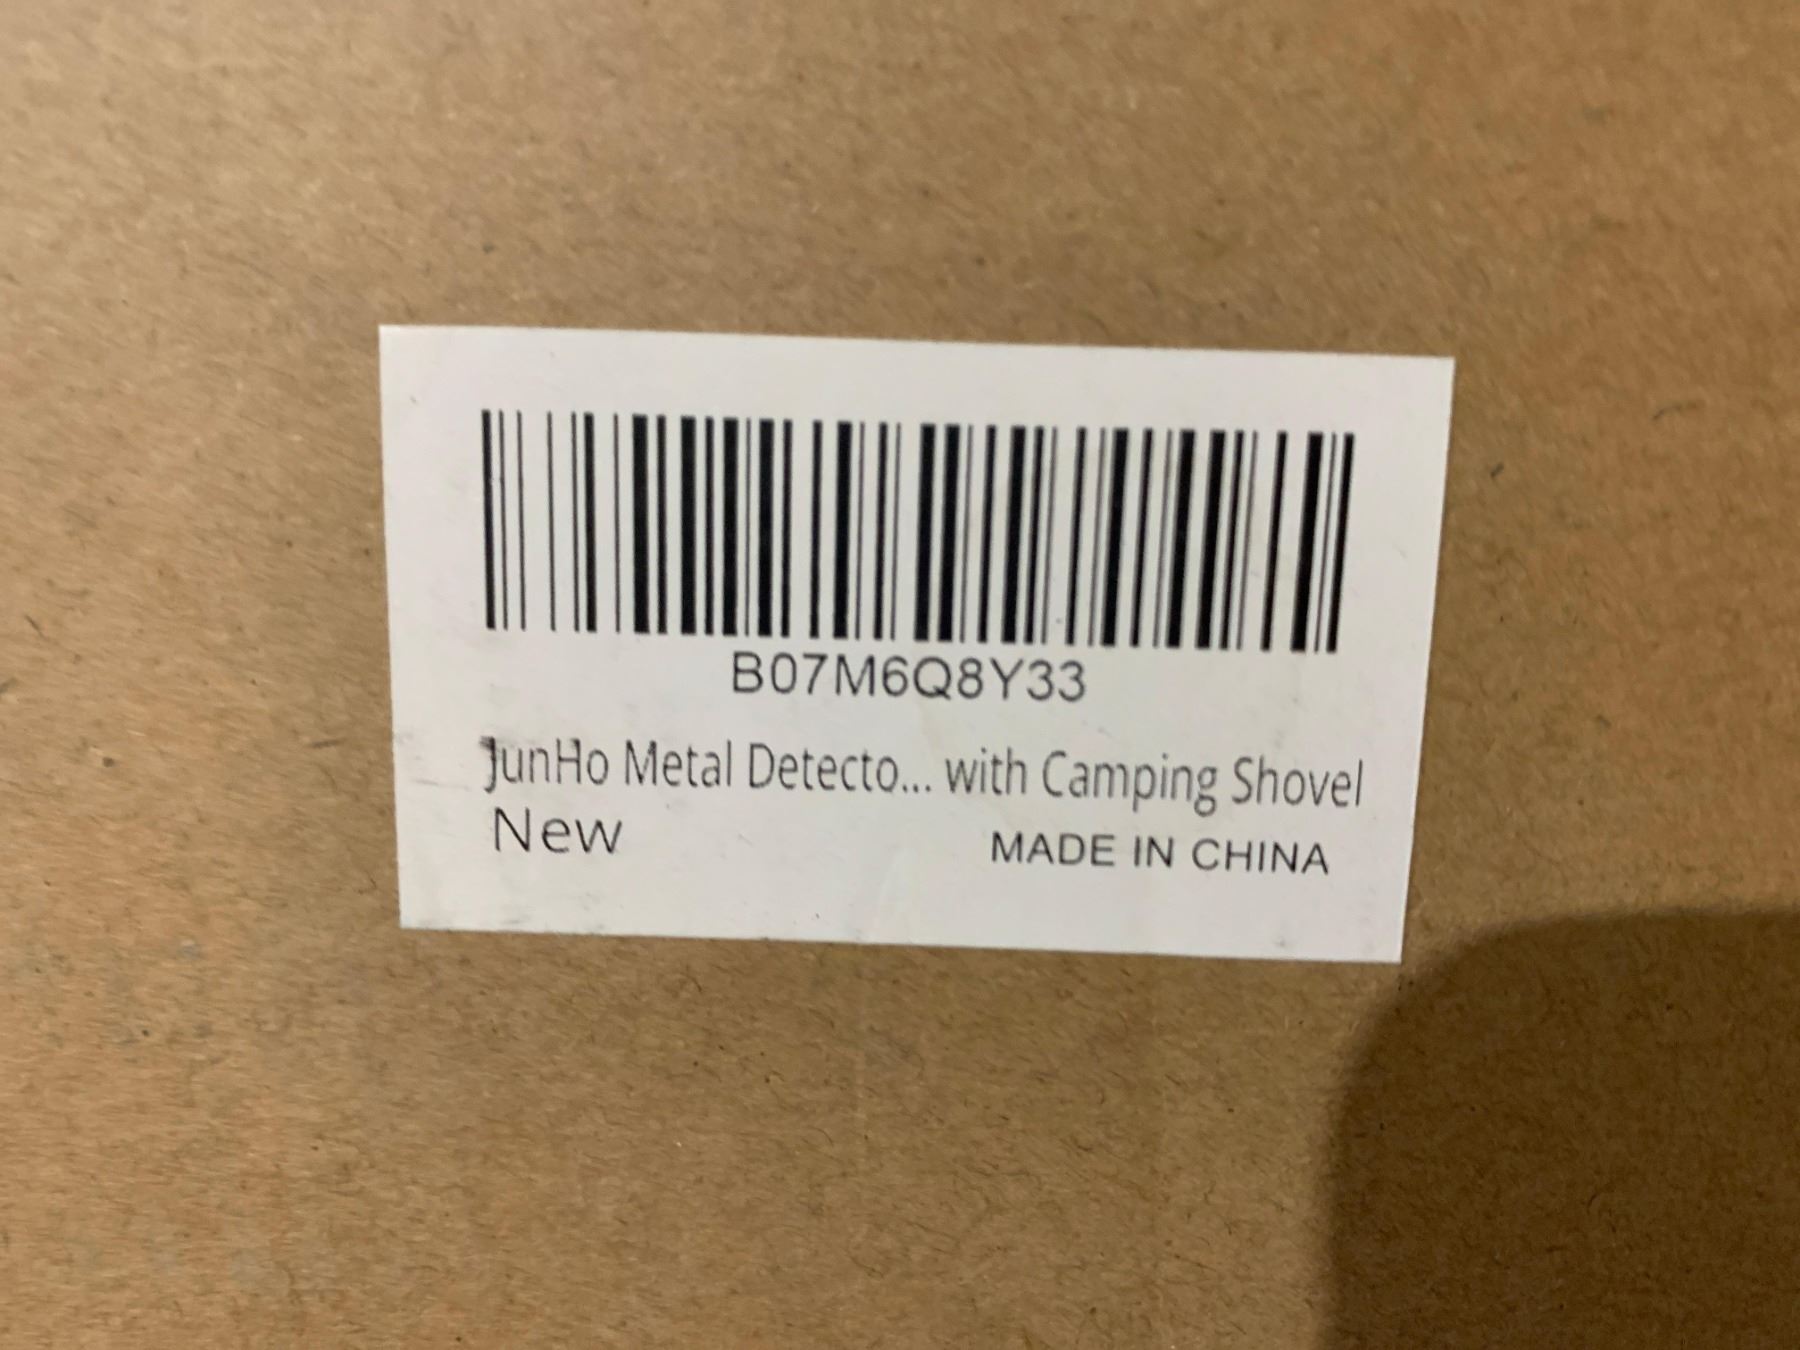 B07M6Q8Y33
JunHo Metal Detecto... with Camping Shovel
New
MADE IN CHINA